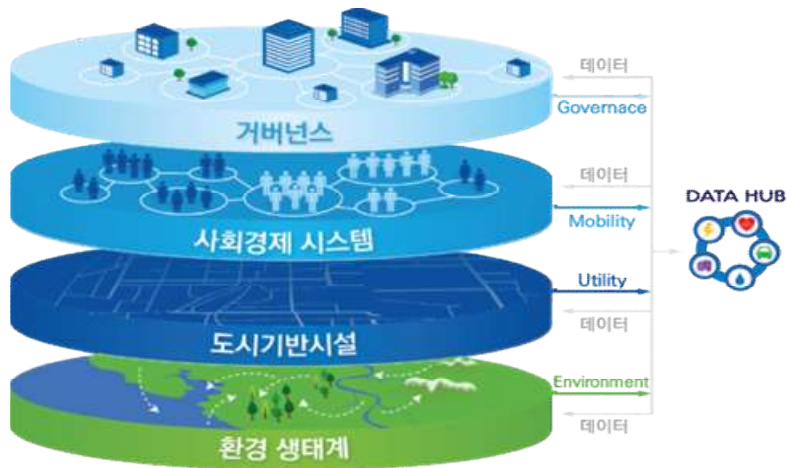 데이터
Governace
거버넌스
데이터
DATA HUB
Mobility
사회경제 시스템
Utility
도시기반시설
데이터
Environment
데이터
환경 생태계